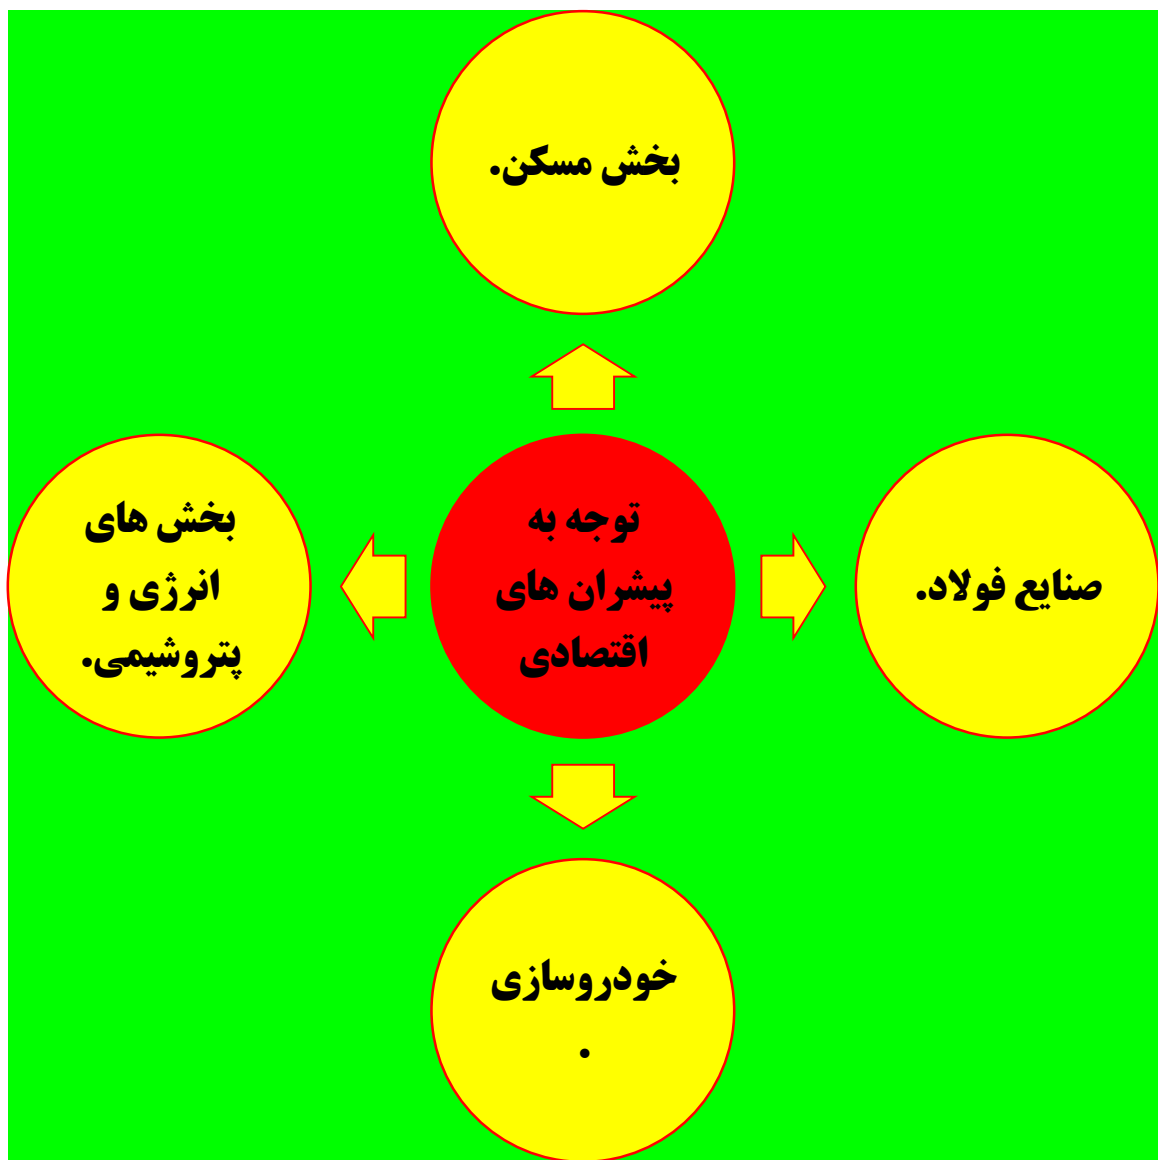 بخش مسکن.
توجه به
پیشران های
اقتصادی
صنایع فولاد.
خودروسازی
.
بخش های
انرژی و
پتروشیمی.